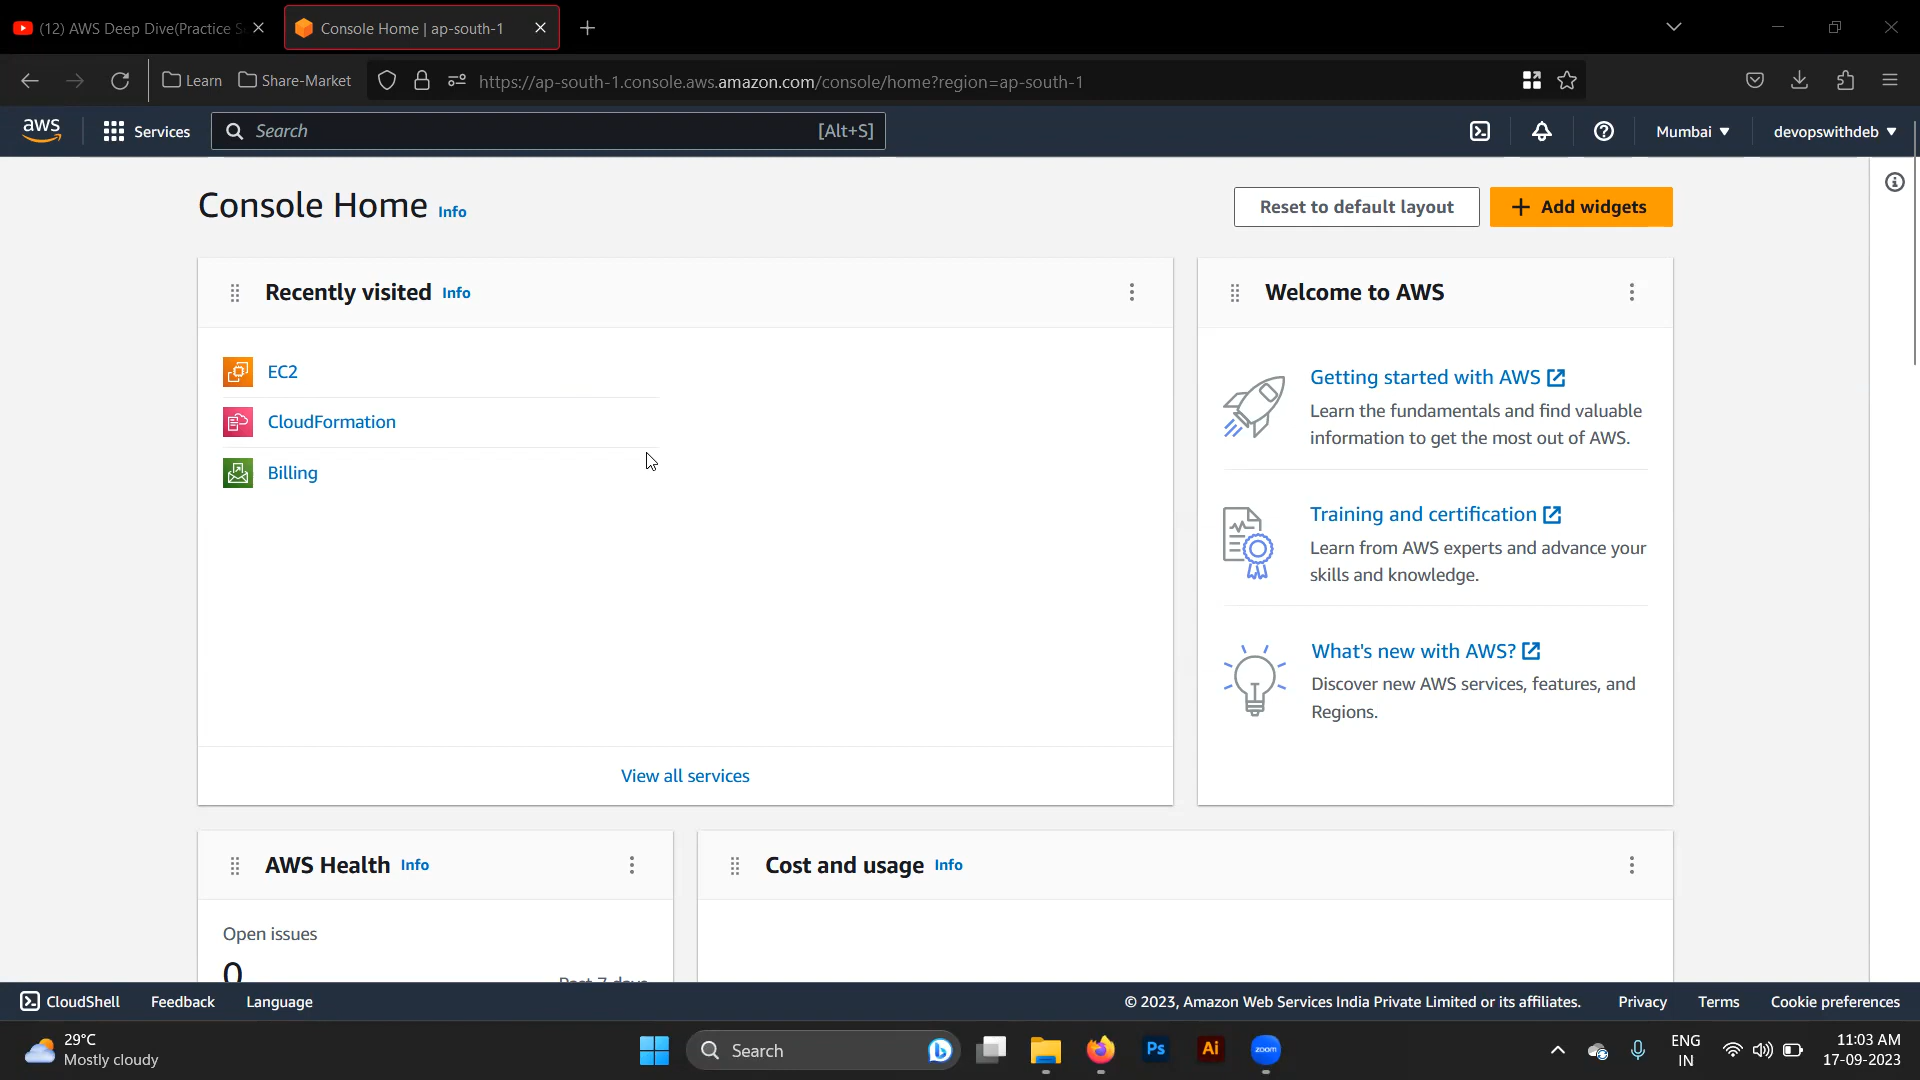 (12) AWS Deep Dive(Practice S
Console Home | ap-south-1
Learn
Share-Market
https://ap-south-1.console.aws.amazon.com/console/home?region=ap-south-1
aws
Services
Search
[Alt+S]
Mumbai
devopswithdeb
Console Home Info
Reset to default layout
Add widgets
Recently visited Info
EC2
CloudFormation
Billing
View all services
Welcome to AWS
Getting started with AWS
Learn the fundamentals and find valuable
information to get the most out of AWS.
Training and certification
Learn from AWS experts and advance your
skills and knowledge.
What's new with AWS?
Discover new AWS services, features, and
Regions.
AWS Health Info
Open issues
0
Past 7 days
Cost and usage Info
CloudShell
Feedback
Language
© 2023, Amazon Web Services India Private Limited or its affiliates.
Privacy
Terms
Cookie preferences
29°C
Mostly cloudy
Search
Ps
Ai
zoom
ENG
IN
11:03 AM
17-09-2023